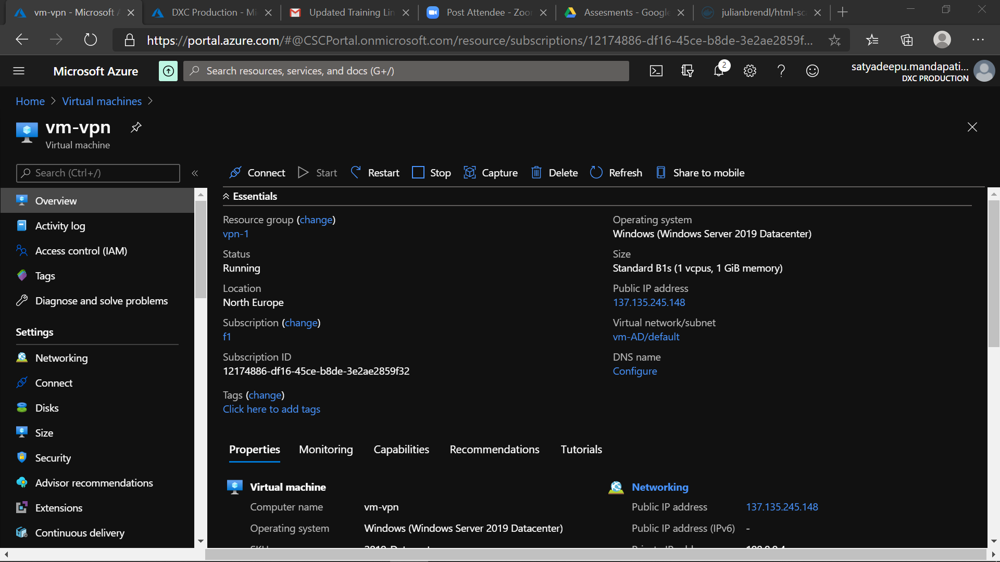 vm-vpn - Microsoft A
DXC Production - Mi
Updated Training Lin
Post Attendee - Zoo
Assesments - Google
julianbrendl/html-sc
https://portal.azure.com/#@CSCPortal.onmicrosoft.com/resource/subscriptions/12174886-df16-45ce-b8de-3e2ae2859f...
Microsoft Azure
Search resources, services, and docs (G+/)
2
satyadeepu.mandapati...
DXC PRODUCTION
Home > Virtual machines >
vm-vpn
Virtual machine
Search (Ctrl+/)
«
Connect Start Restart Stop Capture Delete Refresh Share to mobile
Overview
Activity log
Access control (IAM)
Tags
Diagnose and solve problems
Settings
Networking
Connect
Disks
Size
Security
Advisor recommendations
Extensions
Continuous delivery
Essentials
Resource group (change)
vpn-1
Status
Running
Location
North Europe
Subscription (change)
f1
Subscription ID
12174886-df16-45ce-b8de-3e2ae2859f32
Tags (change)
Click here to add tags
Operating system
Windows (Windows Server 2019 Datacenter)
Size
Standard B1s (1 vcpus, 1 GiB memory)
Public IP address
137.135.245.148
Virtual network/subnet
vm-AD/default
DNS name
Configure
Properties Monitoring Capabilities Recommendations Tutorials
Virtual machine
Computer name vm-vpn
Operating system Windows (Windows Server 2019 Datacenter)
Networking
Public IP address 137.135.245.148
Public IP address (IPv6) -